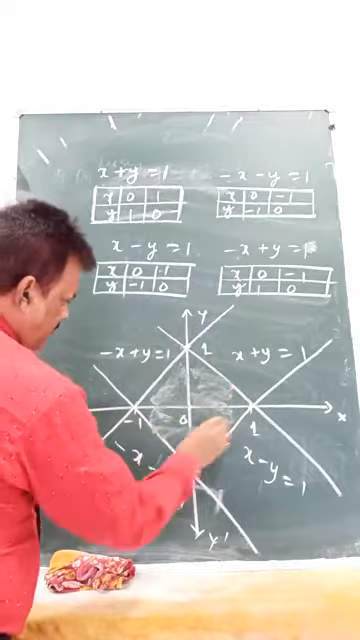 x + y = 1    - x - y = 1
x 0 1    x 0 -1
y 1 0    y -1 0
x - y = 1    - x + y = 1
x 0 1    x 0 -1
y -1 0    y 1 0
y
- x + y = 1    1    x + y = 1
-1    0    1    x
- x -    x - y = 1
y'